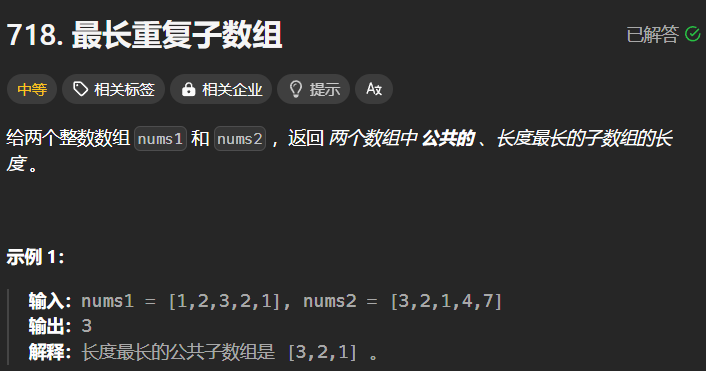 718. 最长重复子数组
已解答
中等 相关标签 相关企业 提示
给两个整数数组 nums1 和 nums2 ，返回 两个数组中 公共的 、长度最长的子数组的长
度 。
示例 1：
输入：nums1 = [1,2,3,2,1], nums2 = [3,2,1,4,7]
输出：3
解释：长度最长的公共子数组是 [3,2,1] 。